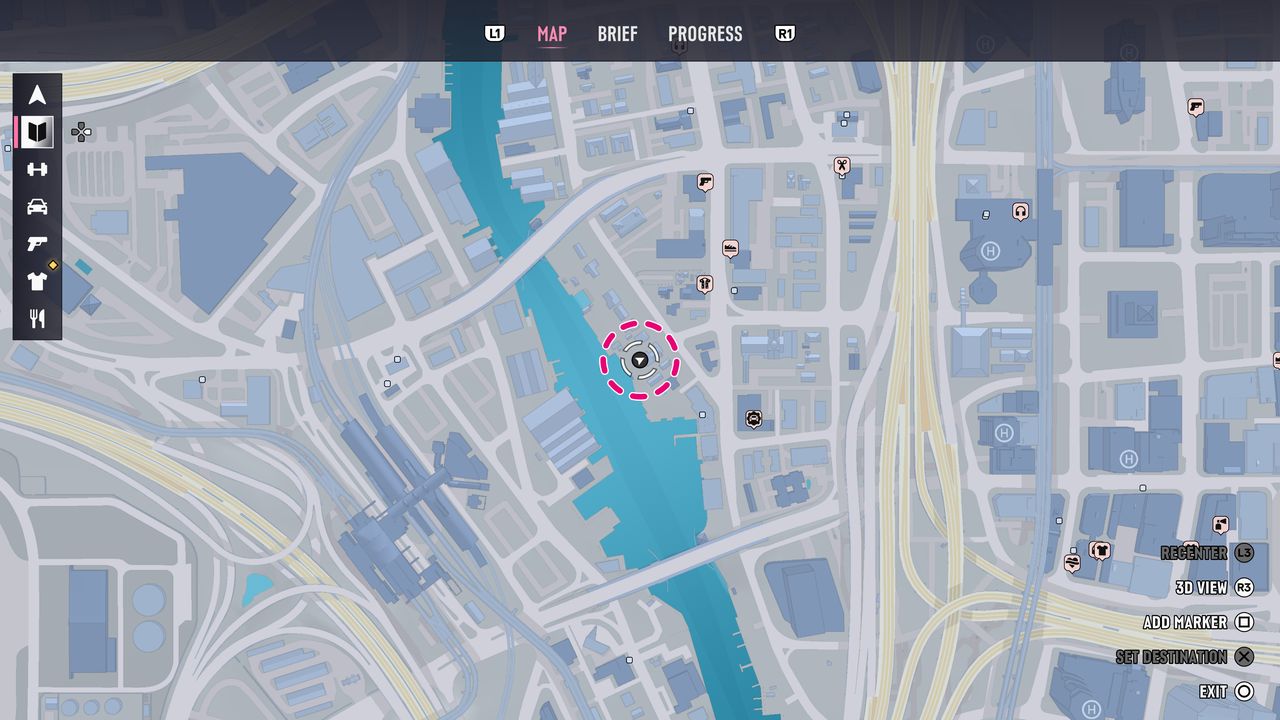 L1 MAP BRIEF PROGRESS R1
H
H
H
H
H
H
RECENTER L3
3D VIEW R3
ADD MARKER
SET DESTINATION
EXIT
H